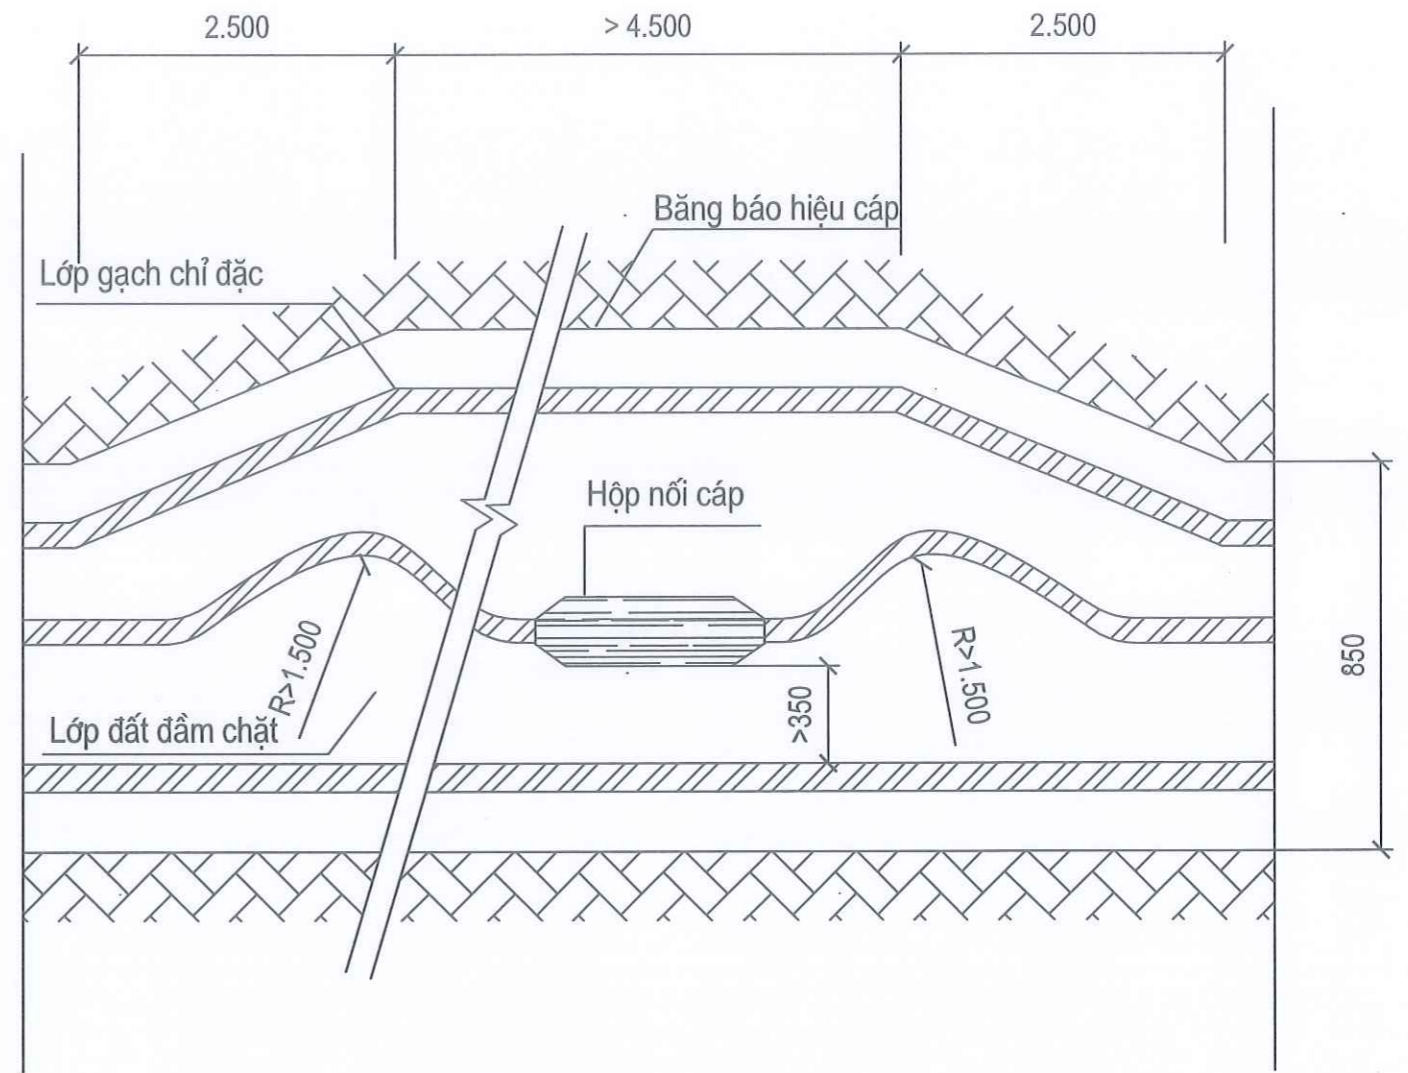 2.500
> 4.500
2.500
Băng báo hiệu cáp
Lớp gạch chỉ đặc
Hộp nối cáp
R>1.500
R>1.500
850
>350
Lớp đất đầm chặt